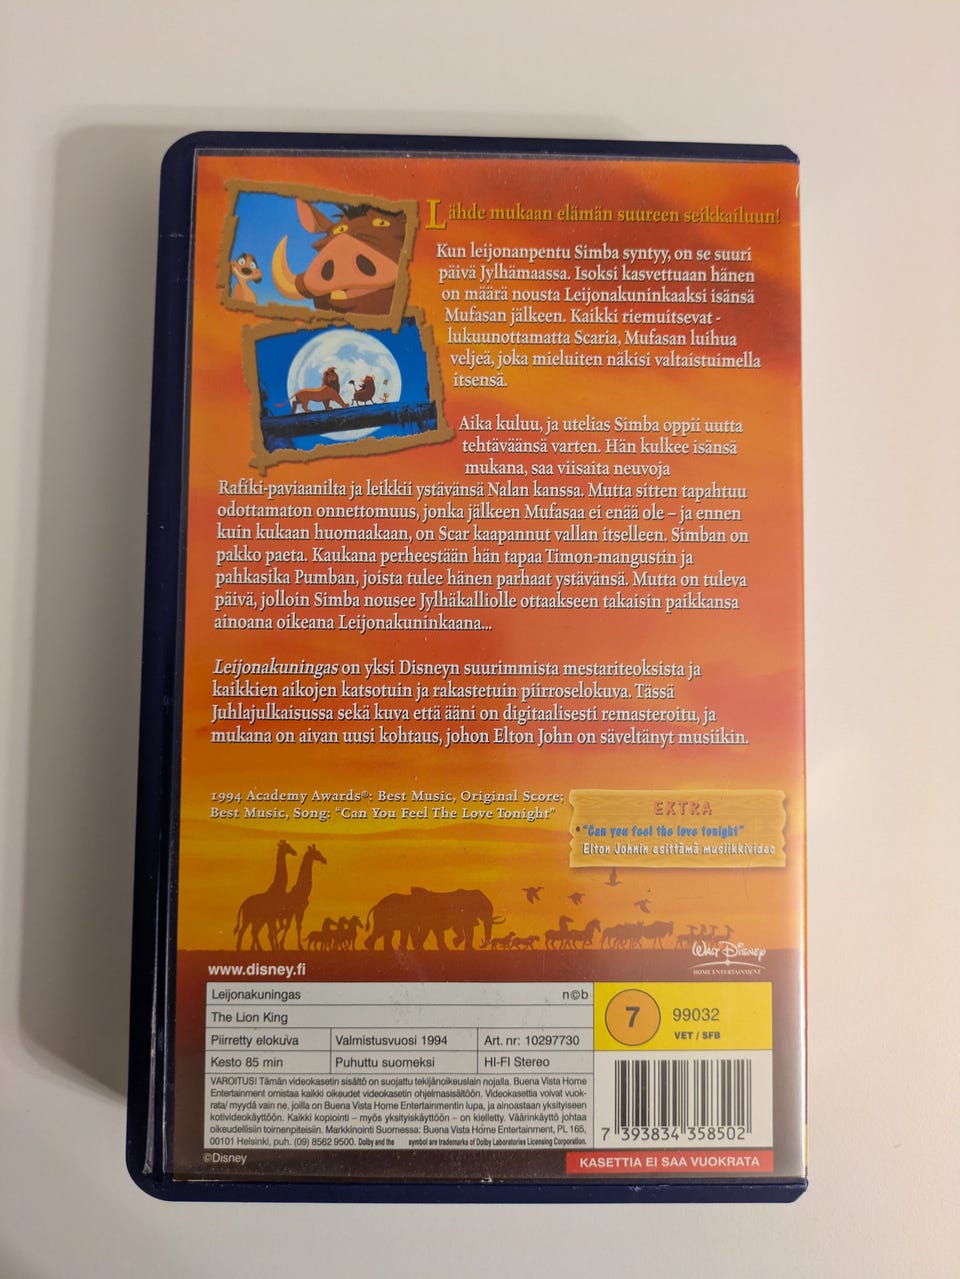 Lähde mukaan elämän suureen seikkailuun!
Kun leijonanpentu Simba syntyy, on se suuri
päivä Jylhämaassa. Isoksi kasvettuaan hänen
on määrä nousta Leijonakuninkaaksi isänsä
Mufasan jälkeen. Kaikki riemuitsevat -
lukuunottamatta Scaria, Mufasan luihua
veljeä, joka mieluiten näkisi valtaistuimella
itsensä.
Aika kuluu, ja utelias Simba oppii uutta
tehtäväänsä varten. Hän kulkee isänsä
mukana, saa viisaita neuvoja
Rafiki-paviaanilta ja leikkii ystävänsä Nalan kanssa. Mutta sitten tapahtuu
odottamaton onnettomuus, jonka jälkeen Mufasaa ei enää ole – ja ennen
kuin kukaan huomaakaan, on Scar kaapannut vallan itselleen. Simban on
pakko paeta. Kaukana perheestään hän tapaa Timon-mangustin ja
pahkasika Pumban, joista tulee hänen parhaat ystävänsä. Mutta on tuleva
päivä, jolloin Simba nousee Jylhäkalliolle ottaakseen takaisin paikkansa
ainoana oikeana Leijonakuninkaana...
Leijonakuningas on yksi Disneyn suurimmista mestariteoksista ja
kaikkien aikojen katsotuin ja rakastetuin piirroselokuva. Tässä
Juhlajulkaisussa sekä kuva että ääni on digitaalisesti remasteroitu, ja
mukana on aivan uusi kohtaus, johon Elton John on säveltänyt musiikin.
1994 Academy Awards®: Best Music, Original Score;
Best Music, Song: "Can You Feel The Love Tonight"
EXTRA
• "Can you feel the love tonight"
Elton Johnin esittämä musiikkivideo
Walt Disney
HOME ENTERTAINMENT
www.disney.fi
Leijonakuningas n©b
The Lion King
Piirretty elokuva Valmistusvuosi 1994 Art. nr: 10297730
Kesto 85 min Puhuttu suomeksi HI-FI Stereo
7 99032
VET / SFB
VAROITUS! Tämän videokasetin sisältö on suojattu tekijänoikeuslain nojalla. Buena Vista Home
Entertainment omistaa kaikki oikeudet videokasetin ohjelmasisältöön. Videokasettia voivat vuok-
rata/ myydä vain ne, joilla on Buena Vista Home Entertainmentin lupa, ja ainoastaan yksityiseen
kotivideokäyttöön. Kaikki kopiointi – myös yksityiskäyttöön – on kielletty. Väärinkäyttö johtaa
oikeudellisiin toimenpiteisiin. Markkinointi Suomessa: Buena Vista Home Entertainment, PL 165,
00101 Helsinki, puh. (09) 8562 9500. Dolby and the symbol are trademarks of Dolby Laboratories Licensing Corporation.
7 393834 358502
©Disney
KASETTIA EI SAA VUOKRATA